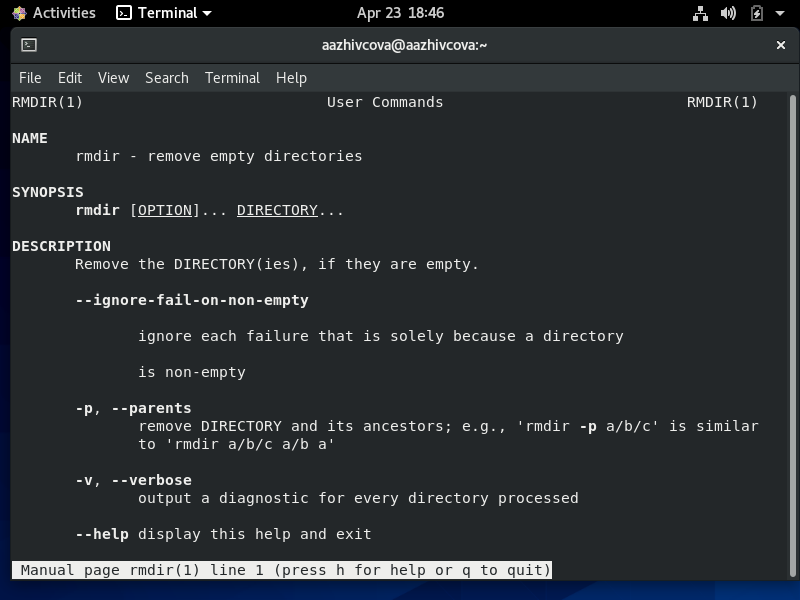 Activities Terminal Apr 23 18:46
aazhivcova@aazhivcova:~ ×
File Edit View Search Terminal Help
RMDIR(1) User Commands RMDIR(1)
NAME
rmdir - remove empty directories
SYNOPSIS
rmdir [OPTION]... DIRECTORY...
DESCRIPTION
Remove the DIRECTORY(ies), if they are empty.
--ignore-fail-on-non-empty
ignore each failure that is solely because a directory
is non-empty
-p, --parents
remove DIRECTORY and its ancestors; e.g., 'rmdir -p a/b/c' is similar
to 'rmdir a/b/c a/b a'
-v, --verbose
output a diagnostic for every directory processed
--help display this help and exit
Manual page rmdir(1) line 1 (press h for help or q to quit)